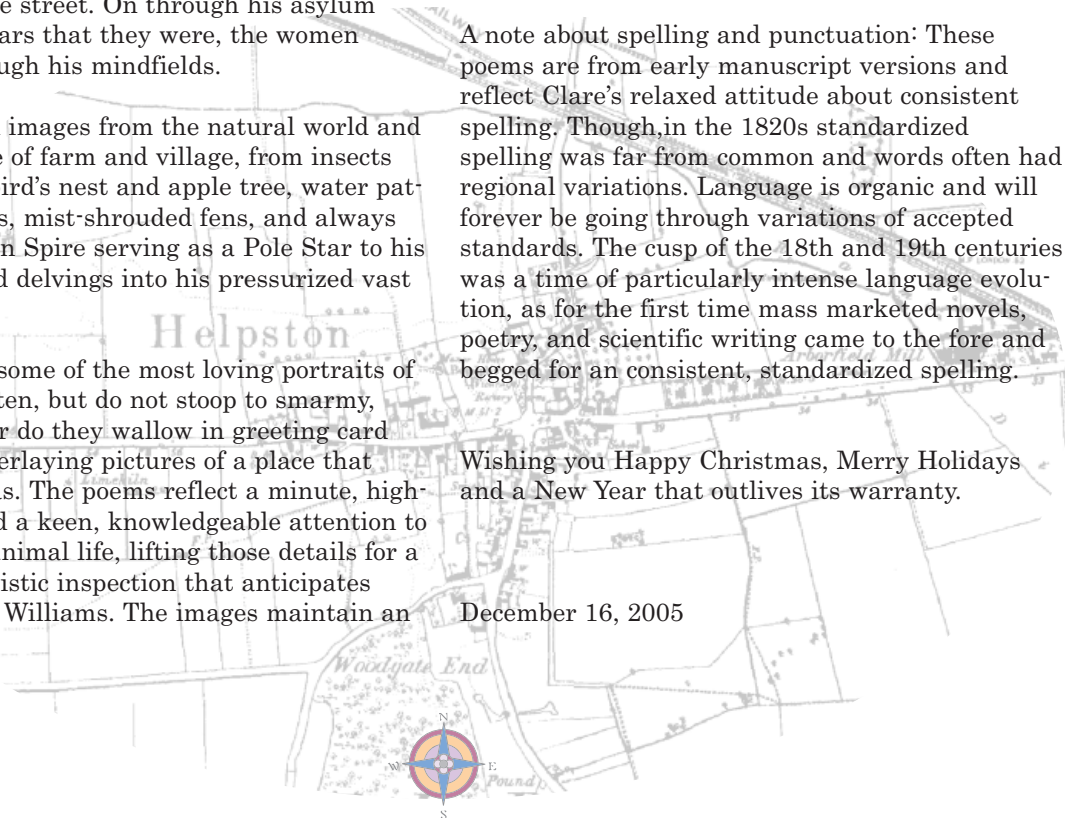 e street. On through his asylum
ars that they were, the women
ugh his mindfields.
images from the natural world and
e of farm and village, from insects
ird's nest and apple tree, water pat-
s, mist-shrouded fens, and always
n Spire serving as a Pole Star to his
d delvings into his pressurized vast
Helpston
some of the most loving portraits of
ten, but do not stoop to smarmy,
r do they wallow in greeting card
erlaying pictures of a place that
s. The poems reflect a minute, high-
d a keen, knowledgeable attention to
nimal life, lifting those details for a
istic inspection that anticipates
Williams. The images maintain an
A note about spelling and punctuation: These
poems are from early manuscript versions and
reflect Clare's relaxed attitude about consistent
spelling. Though,in the 1820s standardized
spelling was far from common and words often had
regional variations. Language is organic and will
forever be going through variations of accepted
standards. The cusp of the 18th and 19th centuries
was a time of particularly intense language evolu-
tion, as for the first time mass marketed novels,
poetry, and scientific writing came to the fore and
begged for an consistent, standardized spelling.
Wishing you Happy Christmas, Merry Holidays
and a New Year that outlives its warranty.
December 16, 2005
Limekiln
Woodgate End
N
W
E
S
Pound